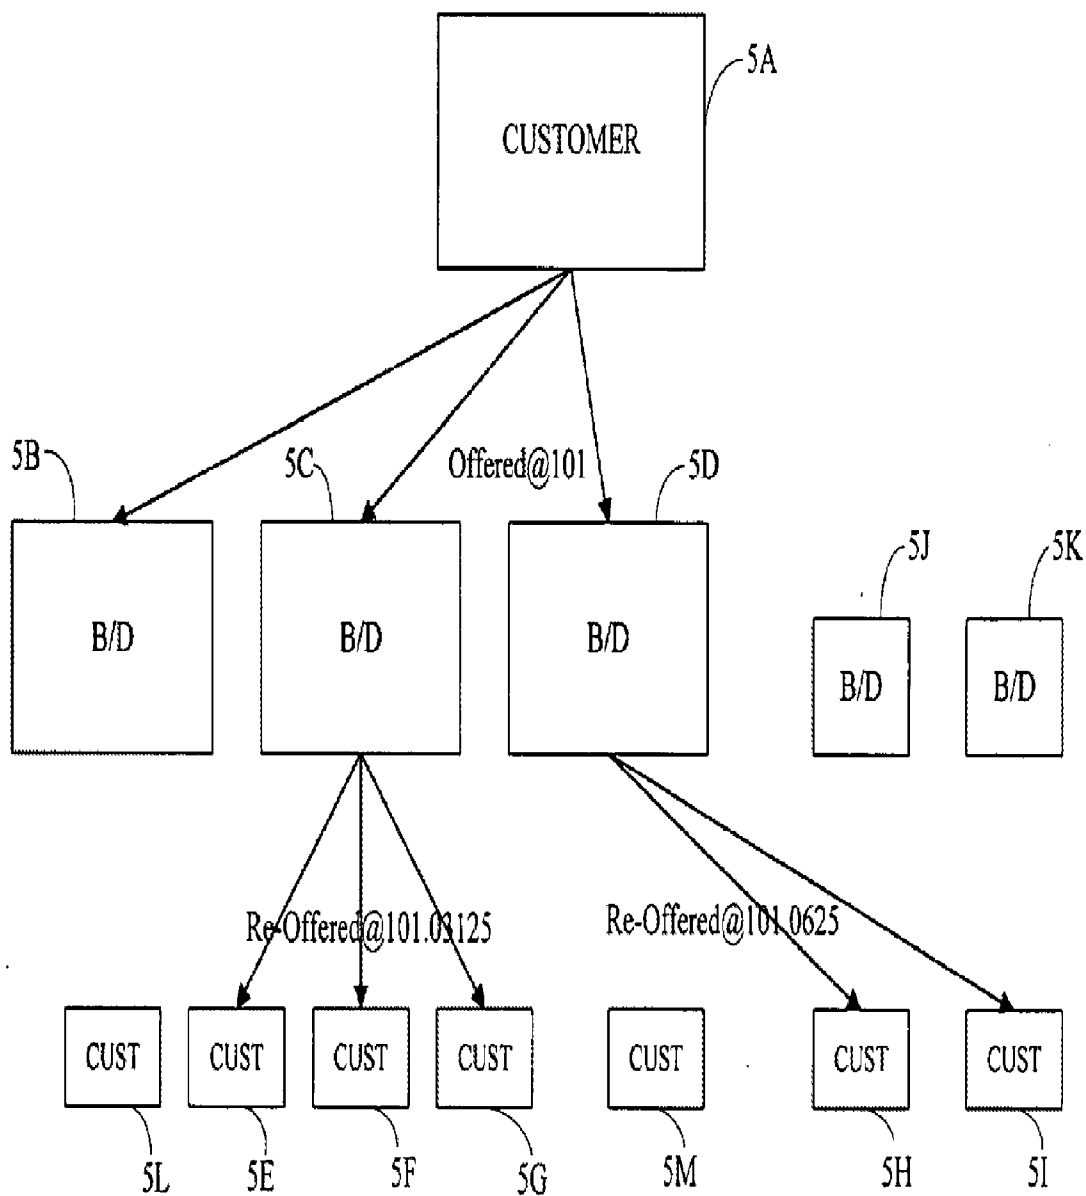 5A
CUSTOMER
5B
5C
Offered@101
5D
5J
5K
B/D
B/D
B/D
B/D
B/D
Re-Offered@101.03125
Re-Offered@101.0625
CUST
CUST
CUST
CUST
CUST
CUST
CUST
5L
5E
5F
5G
5M
5H
5I